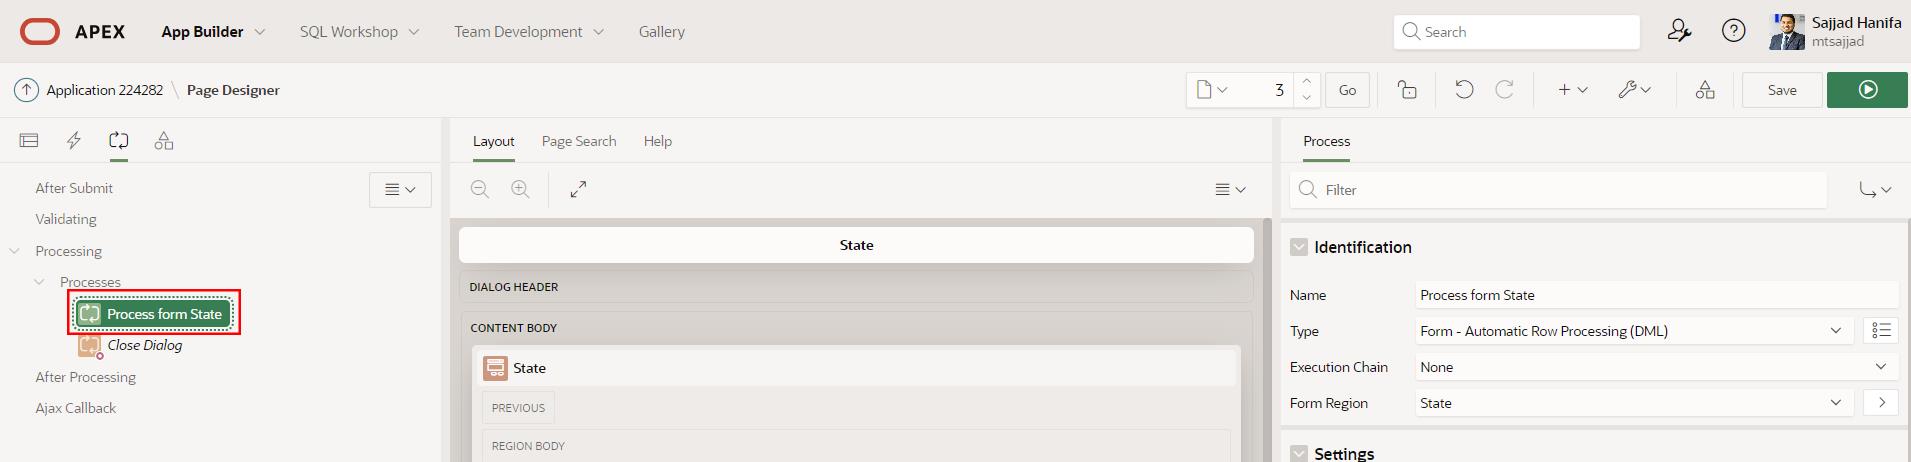 APEX App Builder SQL Workshop Team Development Gallery Search Sajjad Hanifa
mtsajjad
Application 224282 \ Page Designer 3 Go Save
Layout Page Search Help Process
After Submit
Filter
Validating
State
Processing
Identification
Processes
DIALOG HEADER
Name Process form State
Process form State
CONTENT BODY
Type Form - Automatic Row Processing (DML)
Close Dialog
State
Execution Chain None
After Processing
Form Region State
Ajax Callback
PREVIOUS
REGION BODY
Settings